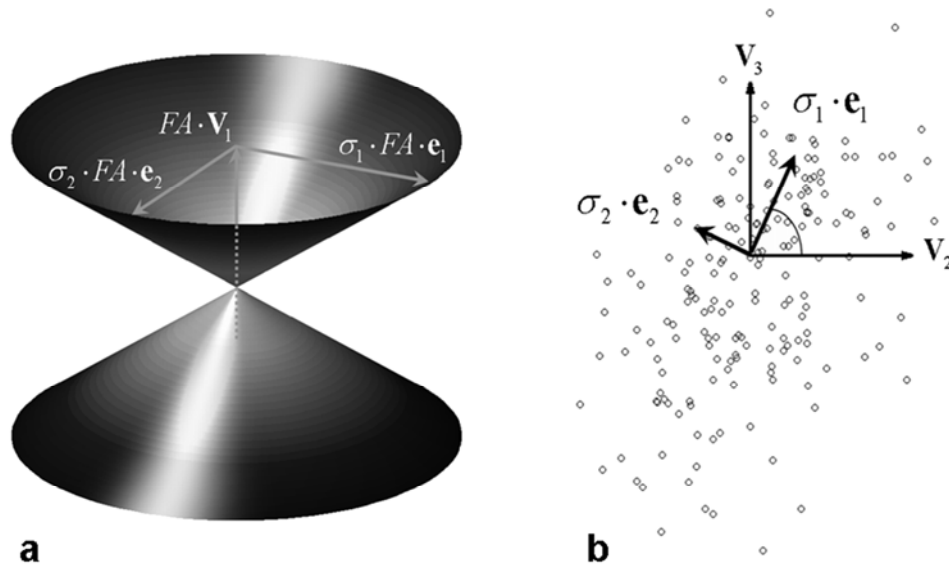 FA · V₁
σ₁ · FA · e₁
σ₂ · FA · e₂
a
V₃
σ₁ · e₁
σ₂ · e₂
V₂
b